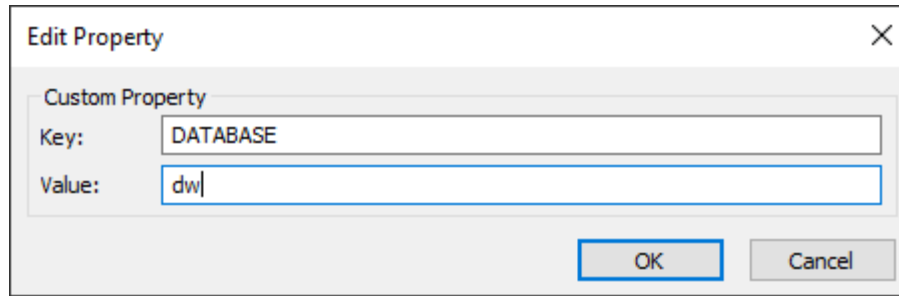 Edit Property
Custom Property
Key: DATABASE
Value: dw
OK Cancel